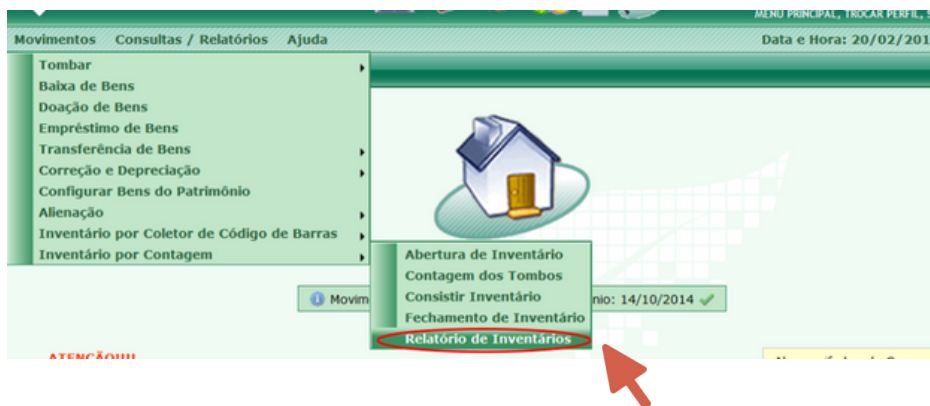 MENU PRINCIPAL, TROCAR PERFIL,
Movimentos Consultas / Relatórios Ajuda
Data e Hora: 20/02/201
Tombar
Baixa de Bens
Doação de Bens
Empréstimo de Bens
Transferência de Bens
Correção e Depreciação
Configurar Bens do Patrimônio
Alienação
Inventário por Coletor de Código de Barras
Inventário por Contagem
Abertura de Inventário
Contagem dos Tombos
Consistir Inventário
Fechamento de Inventário
Relatório de Inventários
Movim
nio: 14/10/2014
ATENÇÃO!!!!